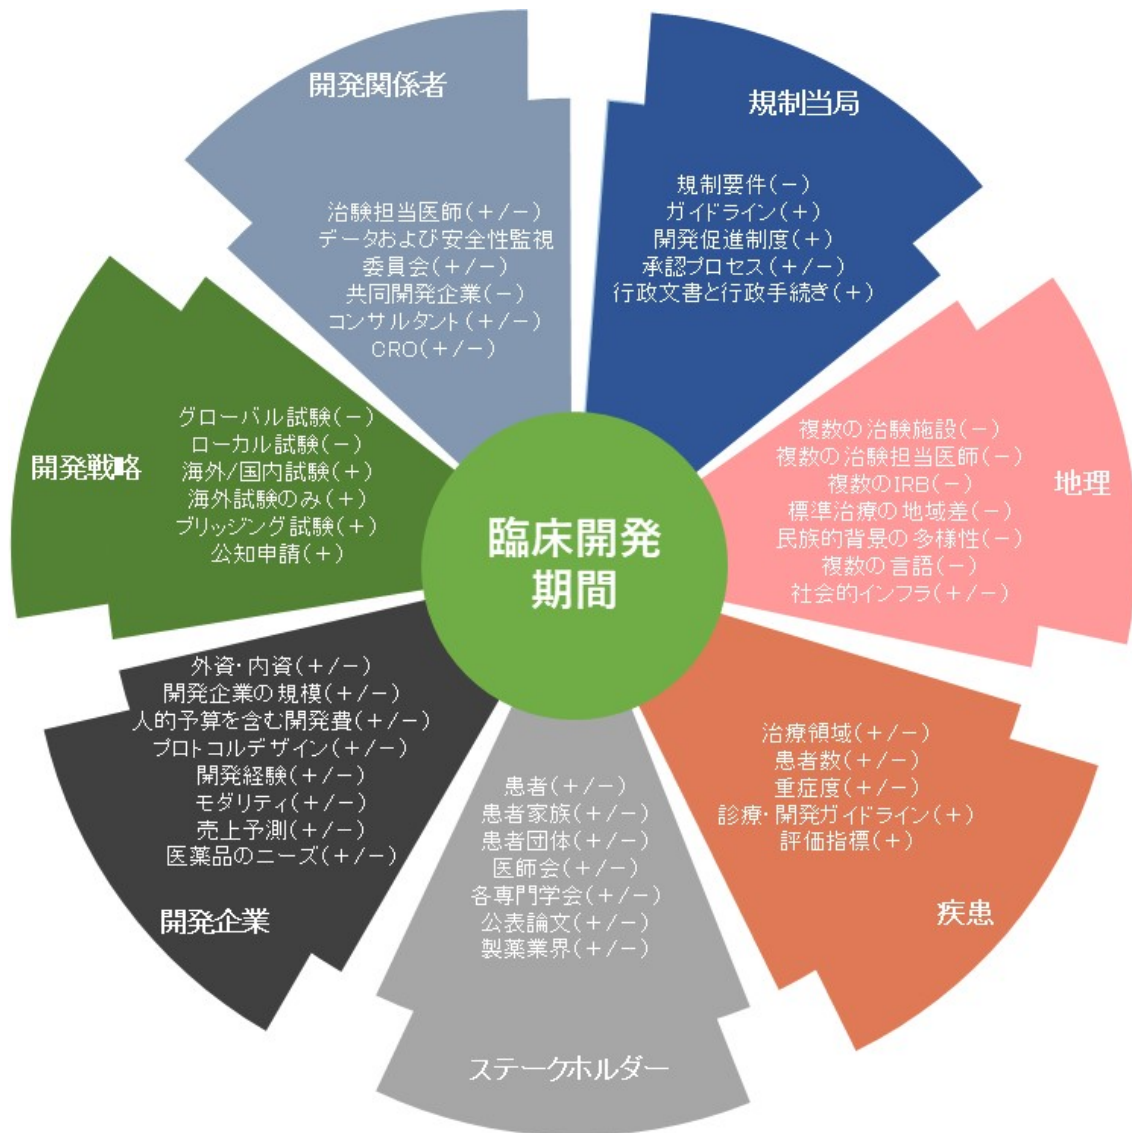 臨床開発
期間
規制当局
規制要件(－)
ガイドライン(＋)
開発促進制度(＋)
承認プロセス(＋/－)
行政文書と行政手続き(＋)
地理
複数の治験施設(－)
複数の治験担当医師(－)
複数のIRB(－)
標準治療の地域差(－)
民族的背景の多様性(－)
複数の言語(－)
社会的インフラ(＋/－)
疾患
治療領域(＋/－)
患者数(＋/－)
重症度(＋/－)
診療・開発ガイドライン(＋)
評価指標(＋)
ステークホルダー
患者(＋/－)
患者家族(＋/－)
患者団体(＋/－)
医師会(＋/－)
各専門学会(＋/－)
公表論文(＋/－)
製薬業界(＋/－)
開発企業
外資・内資(＋/－)
開発企業の規模(＋/－)
人的予算を含む開発費(＋/－)
プロトコルデザイン(＋/－)
開発経験(＋/－)
モダリティ(＋/－)
売上予測(＋/－)
医薬品のニーズ(＋/－)
開発戦略
グローバル試験(－)
ローカル試験(－)
海外/国内試験(＋)
海外試験のみ(＋)
ブリッジング試験(＋)
公知申請(＋)
開発関係者
治験担当医師(＋/－)
データおよび安全性監視
委員会(＋/－)
共同開発企業(－)
コンサルタント(＋/－)
CRO(＋/－)